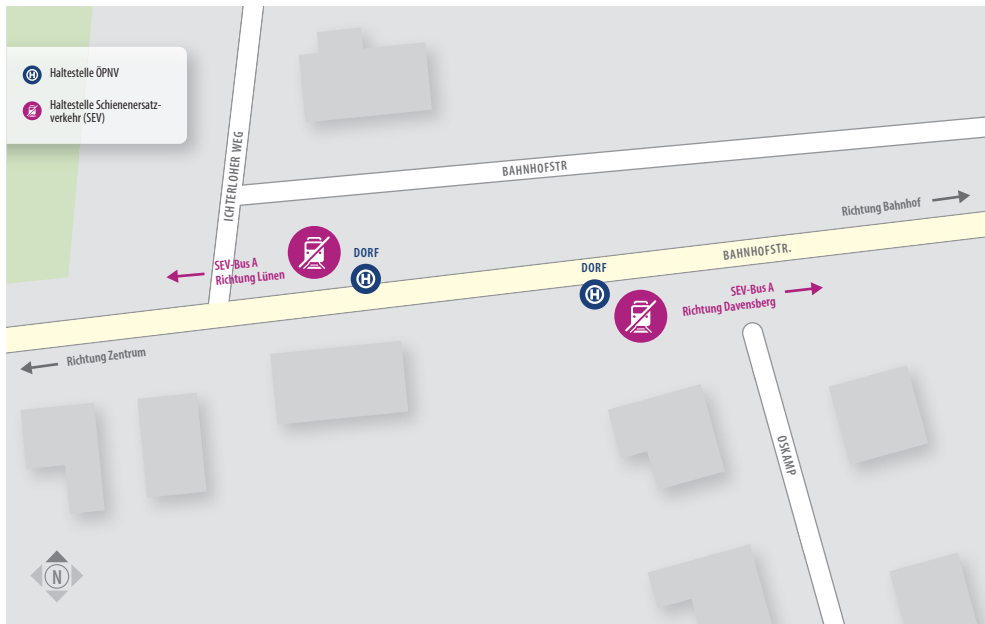 H Haltestelle ÖPNV
Haltestelle Schienenersatz-
verkehr (SEV)
ICHTERLOHER WEG
BAHNHOFSTR
Richtung Bahnhof
BAHNHOFSTR.
SEV-Bus A
Richtung Lünen
DORF
H
DORF
H
SEV-Bus A
Richtung Davensberg
Richtung Zentrum
OSKAMP
N